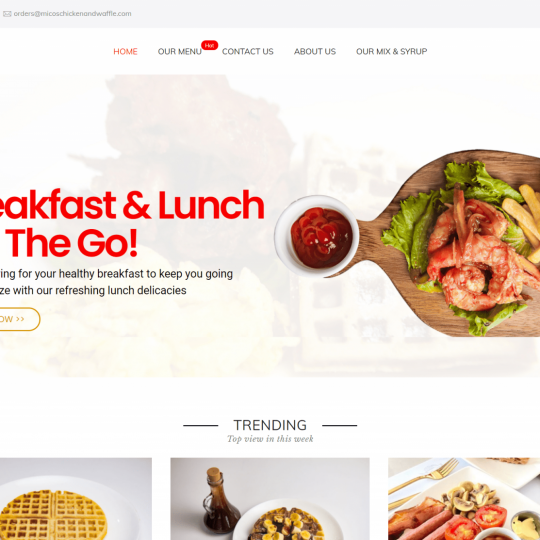 orders@micoschickenandwaffle.com
HOME OUR MENU Hot CONTACT US ABOUT US OUR MIX & SYRUP
eakfast & Lunch
The Go!
ing for your healthy breakfast to keep you going
ze with our refreshing lunch delicacies
OW >>
TRENDING
Top view in this week